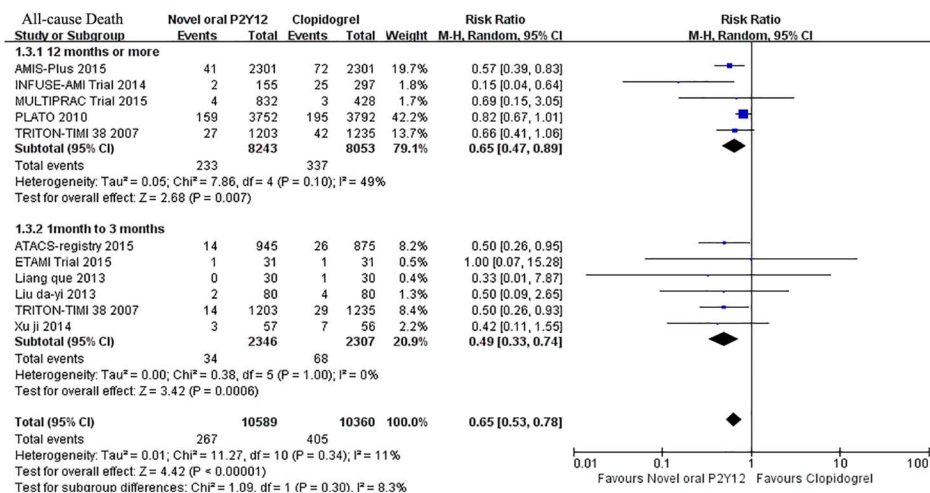 All-cause Death Novel oral P2Y12 Clopidogrel Risk Ratio Risk Ratio
Study or Subgroup Events Total Events Total Weight M-H, Random, 95% CI M-H, Random, 95% CI
1.3.1 12 months or more
AMIS-Plus 2015 41 2301 72 2301 19.7% 0.57 [0.39, 0.83]
INFUSE-AMI Trial 2014 2 155 25 297 1.8% 0.15 [0.04, 0.64]
MULTIPRAC Trial 2015 4 832 3 428 1.7% 0.69 [0.15, 3.05]
PLATO 2010 159 3752 195 3792 42.2% 0.82 [0.67, 1.01]
TRITON-TIMI 38 2007 27 1203 42 1235 13.7% 0.66 [0.41, 1.06]
Subtotal (95% CI) 8243 8053 79.1% 0.65 [0.47, 0.89]
Total events 233 337
Heterogeneity: Tau² = 0.05; Chi² = 7.86, df = 4 (P = 0.10); I² = 49%
Test for overall effect: Z = 2.68 (P = 0.007)
1.3.2 1month to 3 months
ATACS-registry 2015 14 945 26 875 8.2% 0.50 [0.26, 0.95]
ETAMI Trial 2015 1 31 1 31 0.5% 1.00 [0.07, 15.28]
Liang que 2013 0 30 1 30 0.4% 0.33 [0.01, 7.87]
Liu da-yi 2013 2 80 4 80 1.3% 0.50 [0.09, 2.65]
TRITON-TIMI 38 2007 14 1203 29 1235 8.4% 0.50 [0.26, 0.93]
Xu ji 2014 3 57 7 56 2.2% 0.42 [0.11, 1.55]
Subtotal (95% CI) 2346 2307 20.9% 0.49 [0.33, 0.74]
Total events 34 68
Heterogeneity: Tau² = 0.00; Chi² = 0.38, df = 5 (P = 1.00); I² = 0%
Test for overall effect: Z = 3.42 (P = 0.0006)
Total (95% CI) 10589 10360 100.0% 0.65 [0.53, 0.78]
Total events 267 405
Heterogeneity: Tau² = 0.01; Chi² = 11.27, df = 10 (P = 0.34); I² = 11%
Test for overall effect: Z = 4.42 (P < 0.00001)
Test for subgroup differences: Chi² = 1.09, df = 1 (P = 0.30), I² = 8.3%
0.01 0.1 1 10 100
Favours Novel oral P2Y12 Favours Clopidogrel